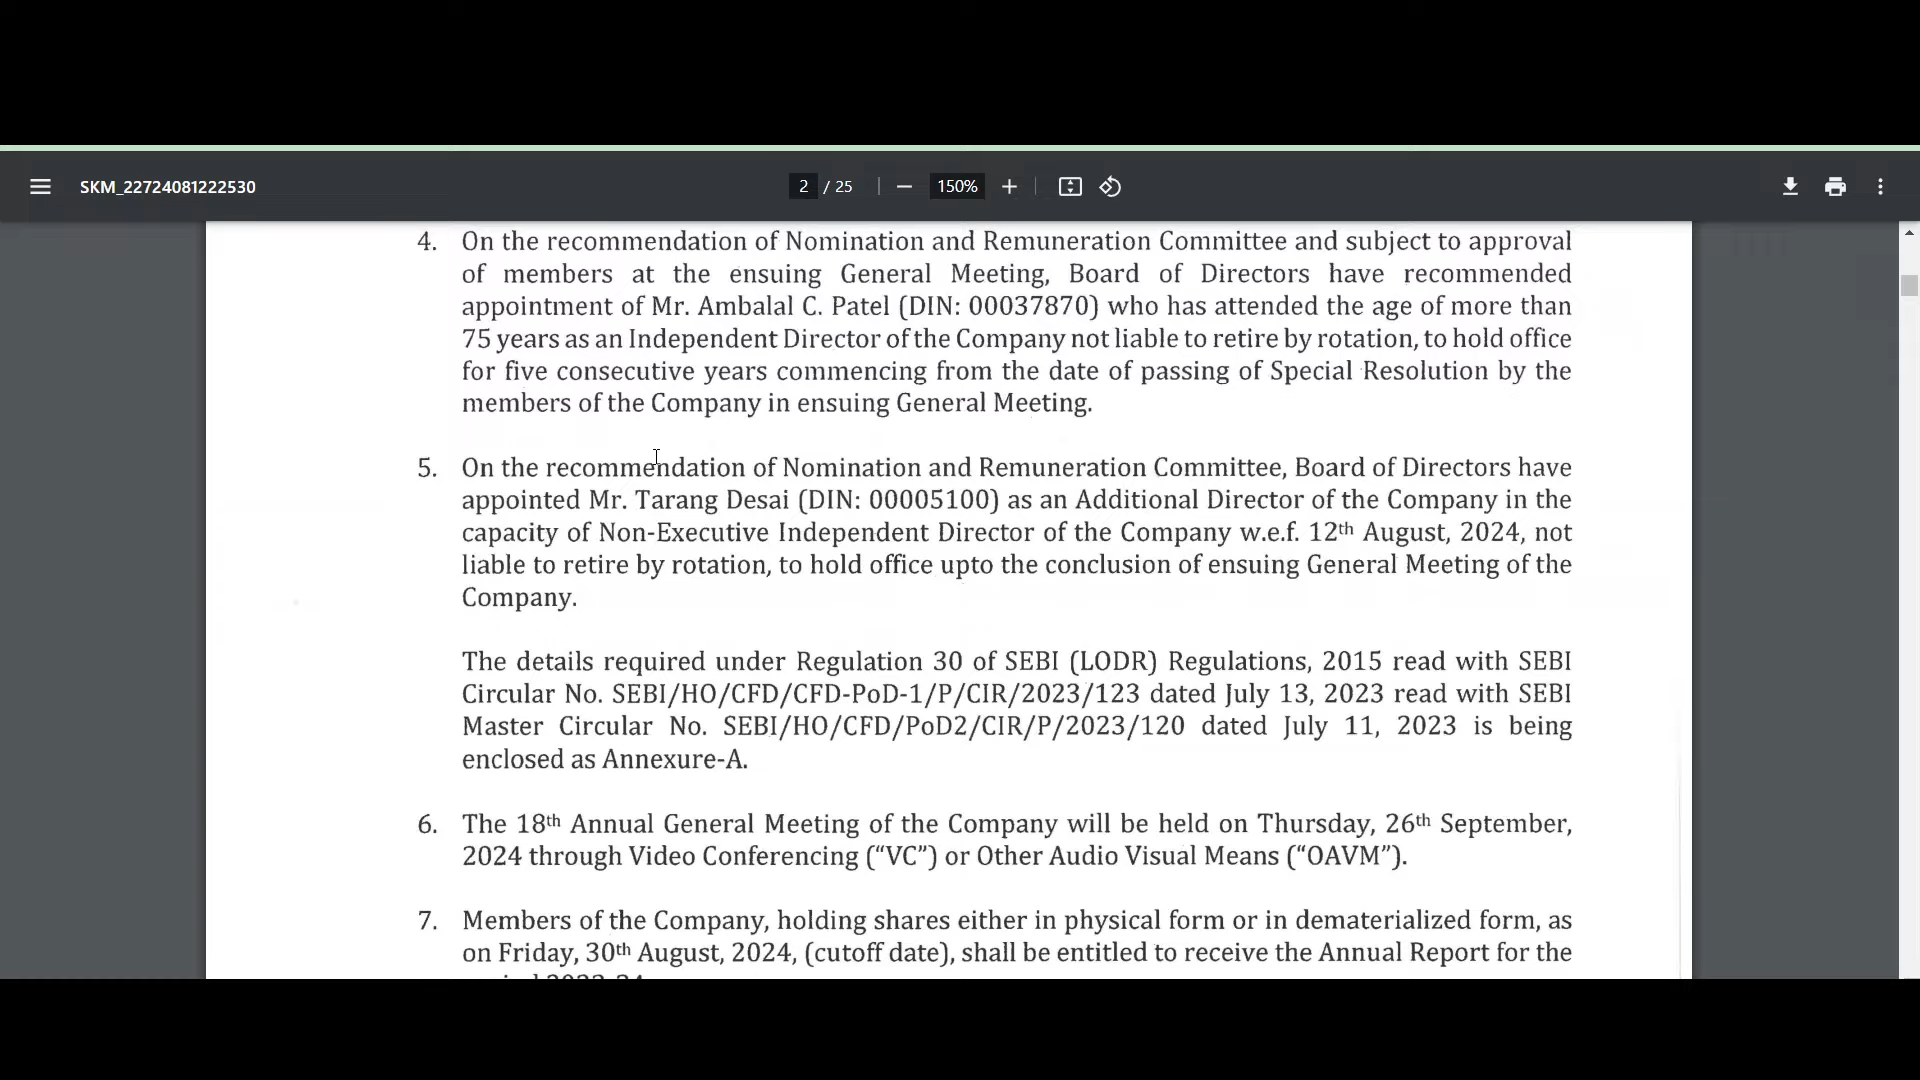 SKM_22724081222530
2 / 25
150%
4. On the recommendation of Nomination and Remuneration Committee and subject to approval
of members at the ensuing General Meeting, Board of Directors have recommended
appointment of Mr. Ambalal C. Patel (DIN: 00037870) who has attended the age of more than
75 years as an Independent Director of the Company not liable to retire by rotation, to hold office
for five consecutive years commencing from the date of passing of Special Resolution by the
members of the Company in ensuing General Meeting.
5. On the recommendation of Nomination and Remuneration Committee, Board of Directors have
appointed Mr. Tarang Desai (DIN: 00005100) as an Additional Director of the Company in the
capacity of Non-Executive Independent Director of the Company w.e.f. 12th August, 2024, not
liable to retire by rotation, to hold office upto the conclusion of ensuing General Meeting of the
Company.
The details required under Regulation 30 of SEBI (LODR) Regulations, 2015 read with SEBI
Circular No. SEBI/HO/CFD/CFD-PoD-1/P/CIR/2023/123 dated July 13, 2023 read with SEBI
Master Circular No. SEBI/HO/CFD/PoD2/CIR/P/2023/120 dated July 11, 2023 is being
enclosed as Annexure-A.
6. The 18th Annual General Meeting of the Company will be held on Thursday, 26th September,
2024 through Video Conferencing (“VC”) or Other Audio Visual Means (“OAVM”).
7. Members of the Company, holding shares either in physical form or in dematerialized form, as
on Friday, 30th August, 2024, (cutoff date), shall be entitled to receive the Annual Report for the